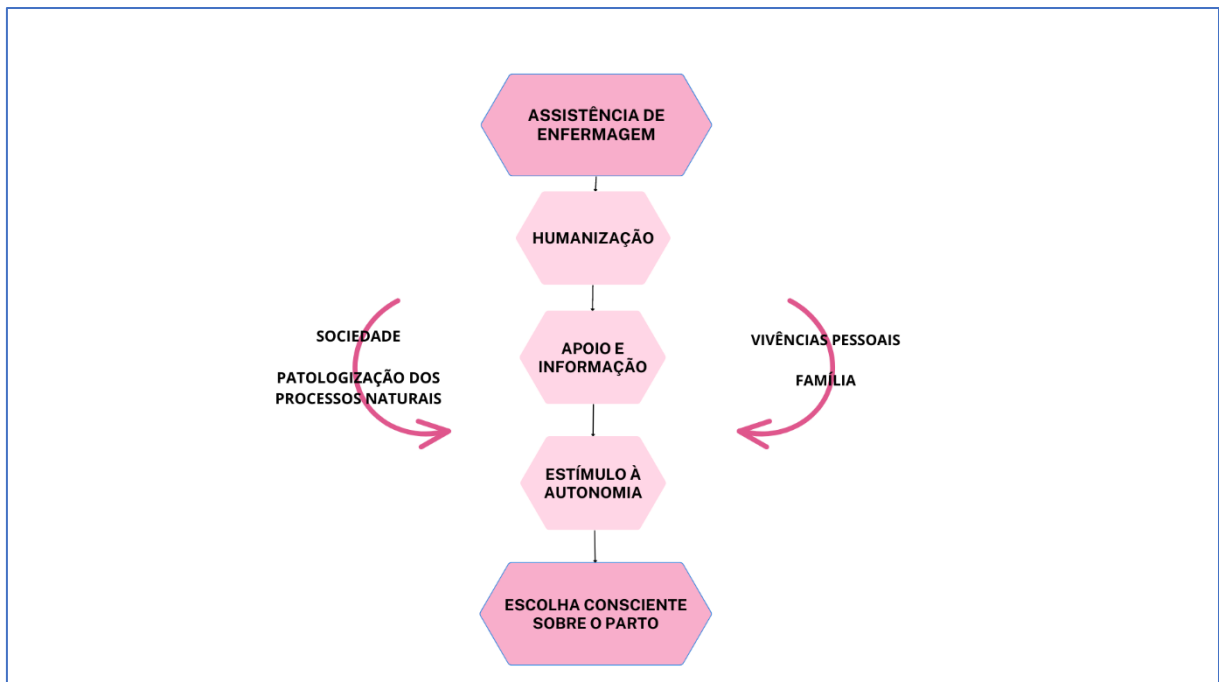 ASSISTÊNCIA DE
ENFERMAGEM
HUMANIZAÇÃO
SOCIEDADE
PATOLOGIZAÇÃO DOS
PROCESSOS NATURAIS
APOIO E
INFORMAÇÃO
VIVÊNCIAS PESSOAIS
FAMÍLIA
ESTÍMULO À
AUTONOMIA
ESCOLHA CONSCIENTE
SOBRE O PARTO